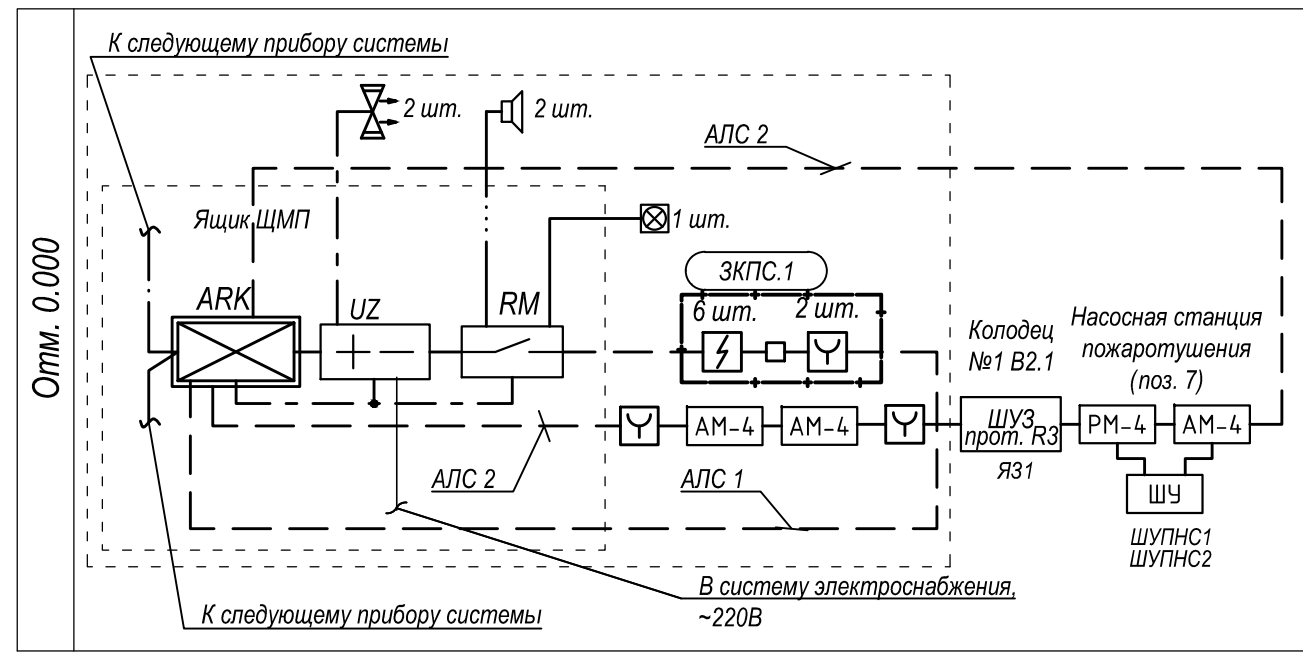 Отм. 0.000
К следующему прибору системы
2 шт.
2 шт.
АЛС 2
Ящик ЩМП
1 шт.
ЗКПС.1
ARK
UZ
RM
6 шт.
2 шт.
Колодец
№1 В2.1
Насосная станция
пожаротушения
(поз. 7)
АМ-4
АМ-4
ШУЗ
прот. R3
РМ-4
АМ-4
ЯЗ1
АЛС 2
АЛС 1
ШУ
ШУПНС1
ШУПНС2
В систему электроснабжения,
~220В
К следующему прибору системы